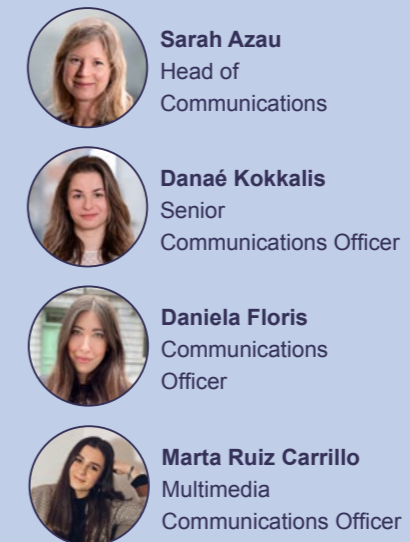 Sarah Azau
Head of
Communications
Danaé Kokkalis
Senior
Communications Officer
Daniela Floris
Communications
Officer
Marta Ruiz Carrillo
Multimedia
Communications Officer